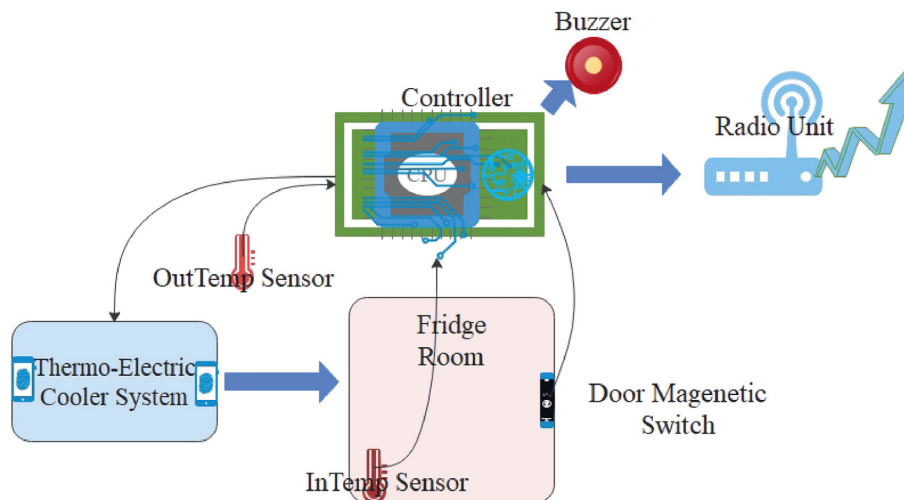 Buzzer
Controller
Radio Unit
CPU
OutTemp Sensor
Fridge
Room
Thermo-Electric
Cooler System
Door Magenetic
Switch
InTemp Sensor